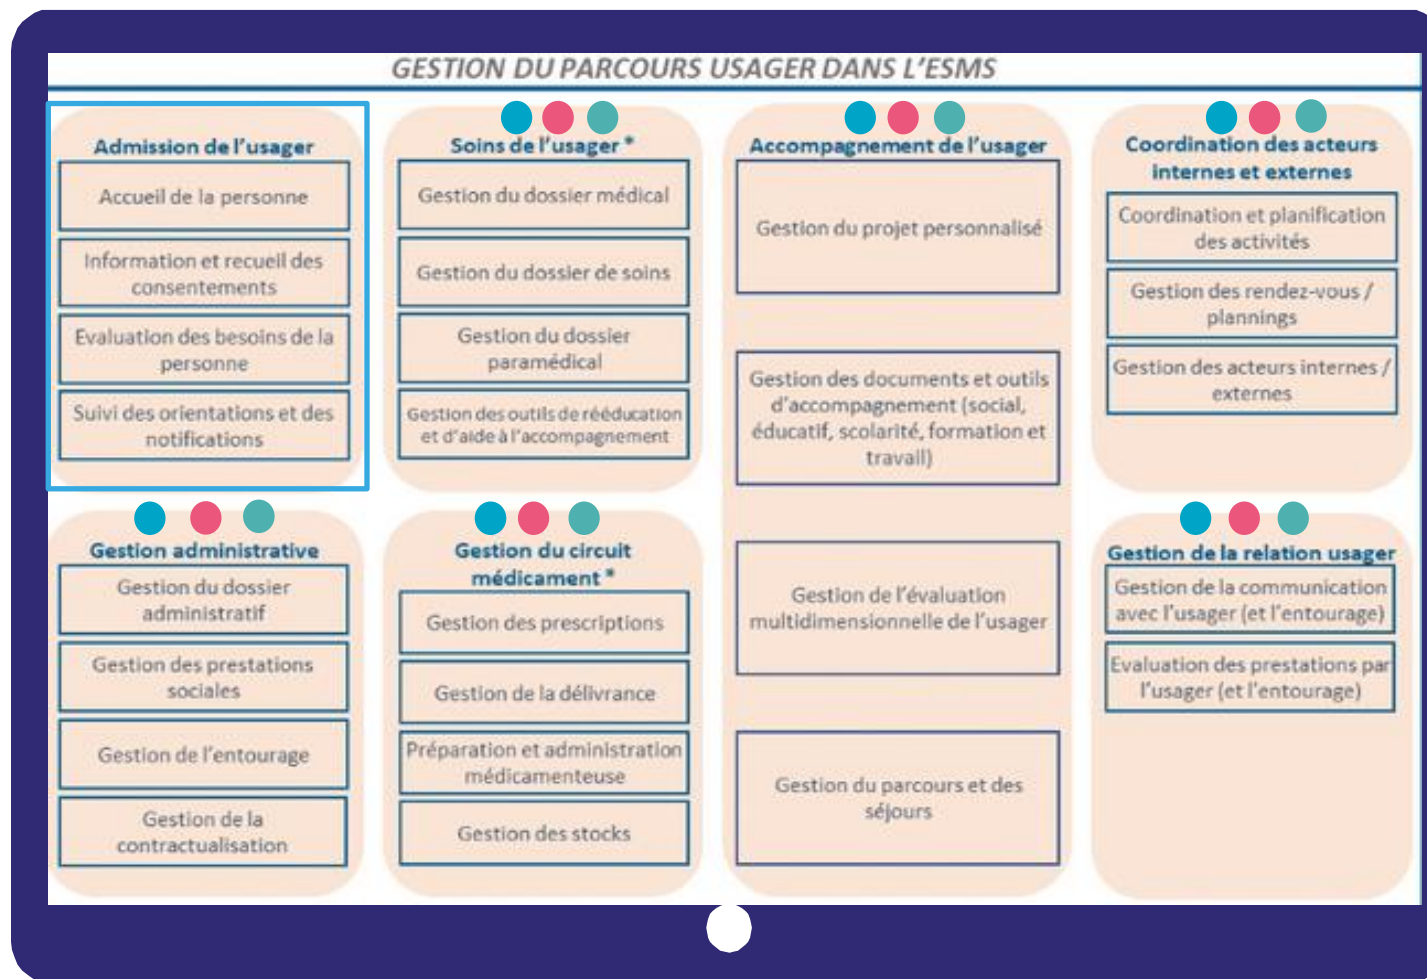 GESTION DU PARCOURS USAGER DANS L'ESMS
Admission de l'usager
Accueil de la personne
Information et recueil des
consentements
Evaluation des besoins de la
personne
Suivi des orientations et des
notifications
Soins de l'usager *
Gestion du dossier médical
Gestion du dossier de soins
Gestion du dossier
paramédical
Gestion des outils de rééducation
et d'aide à l'accompagnement
Accompagnement de l'usager
Gestion du projet personnalisé
Gestion des documents et outils
d'accompagnement (social,
éducatif, scolarité, formation et
travail)
Gestion de l'évaluation
multidimensionnelle de l'usager
Gestion du parcours et des
séjours
Coordination des acteurs
internes et externes
Coordination et planification
des activités
Gestion des rendez-vous /
plannings
Gestion des acteurs internes /
externes
Gestion administrative
Gestion du dossier
administratif
Gestion des prestations
sociales
Gestion de l'entourage
Gestion de la
contractualisation
Gestion du circuit
médicament *
Gestion des prescriptions
Gestion de la délivrance
Préparation et administration
médicamenteuse
Gestion des stocks
Gestion de la relation usager
Gestion de la communication
avec l'usager (et l'entourage)
Evaluation des prestations par
l'usager (et l'entourage)